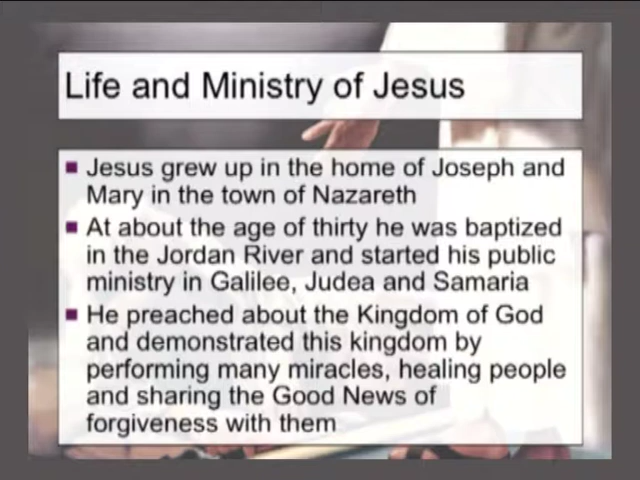 Life and Ministry of Jesus
Jesus grew up in the home of Joseph and
Mary in the town of Nazareth
At about the age of thirty he was baptized
in the Jordan River and started his public
ministry in Galilee, Judea and Samaria
He preached about the Kingdom of God
and demonstrated this kingdom by
performing many miracles, healing people
and sharing the Good News of
forgiveness with them